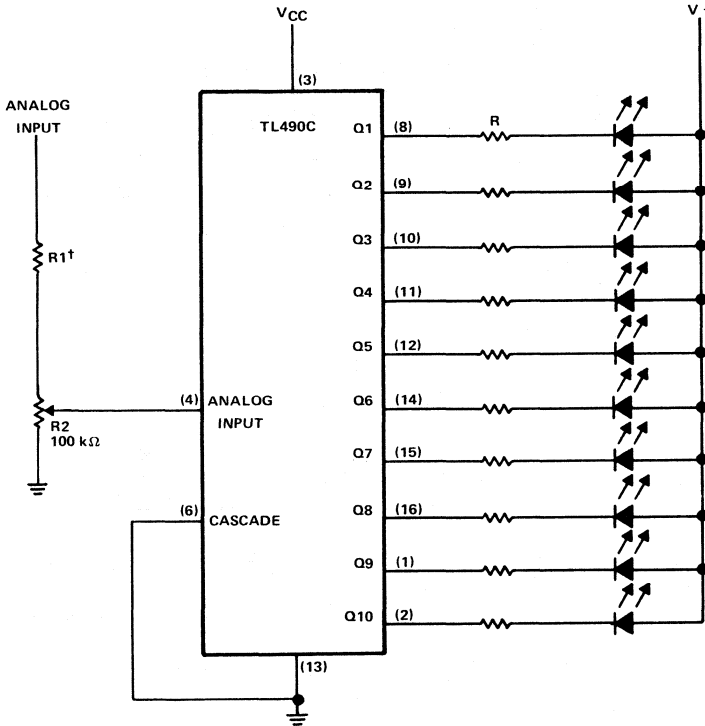 VCC
V
(3)
ANALOG
INPUT
TL490C
Q1
(8)
R
Q2
(9)
Q3
(10)
R1†
Q4
(11)
Q5
(12)
(4)
ANALOG
INPUT
Q6
(14)
R2
100 kΩ
Q7
(15)
(6)
CASCADE
Q8
(16)
Q9
(1)
Q10
(2)
(13)